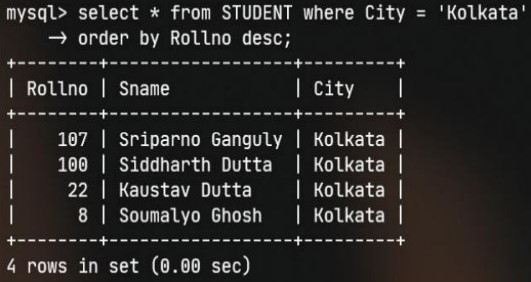 mysql> select * from STUDENT where City = 'Kolkata'
    → order by Rollno desc;
+--------+------------------+---------+
| Rollno | Sname            | City    |
+--------+------------------+---------+
|    107 | Sriparno Ganguly | Kolkata |
|    100 | Siddharth Dutta  | Kolkata |
|     22 | Kaustav Dutta    | Kolkata |
|      8 | Soumalyo Ghosh   | Kolkata |
+--------+------------------+---------+
4 rows in set (0.00 sec)